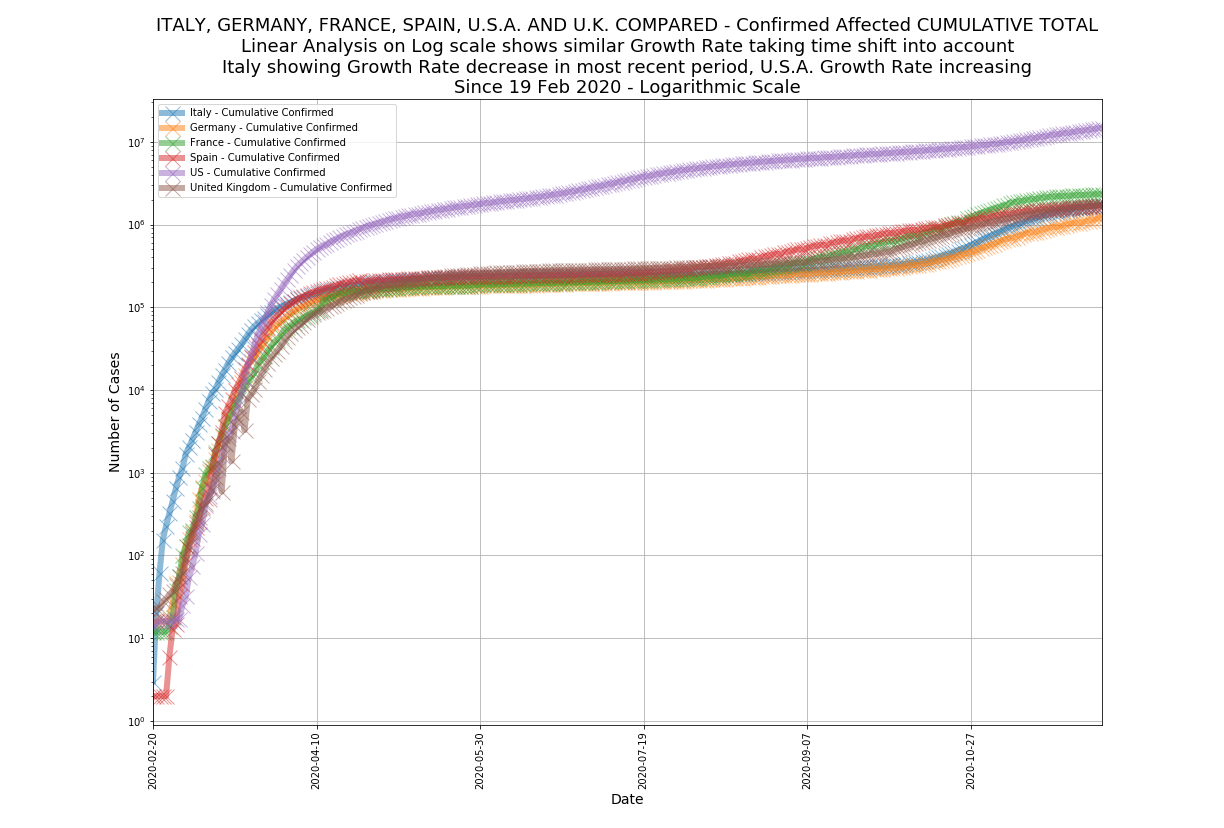 ITALY, GERMANY, FRANCE, SPAIN, U.S.A. AND U.K. COMPARED - Confirmed Affected CUMULATIVE TOTAL
Linear Analysis on Log scale shows similar Growth Rate taking time shift into account
Italy showing Growth Rate decrease in most recent period, U.S.A. Growth Rate increasing
Since 19 Feb 2020 - Logarithmic Scale
Italy - Cumulative Confirmed
Germany - Cumulative Confirmed
France - Cumulative Confirmed
Spain - Cumulative Confirmed
US - Cumulative Confirmed
United Kingdom - Cumulative Confirmed
Number of Cases
10⁷
10⁶
10⁵
10⁴
10³
10²
10¹
10⁰
2020-02-20
2020-04-10
2020-05-30
2020-07-19
2020-09-07
2020-10-27
Date